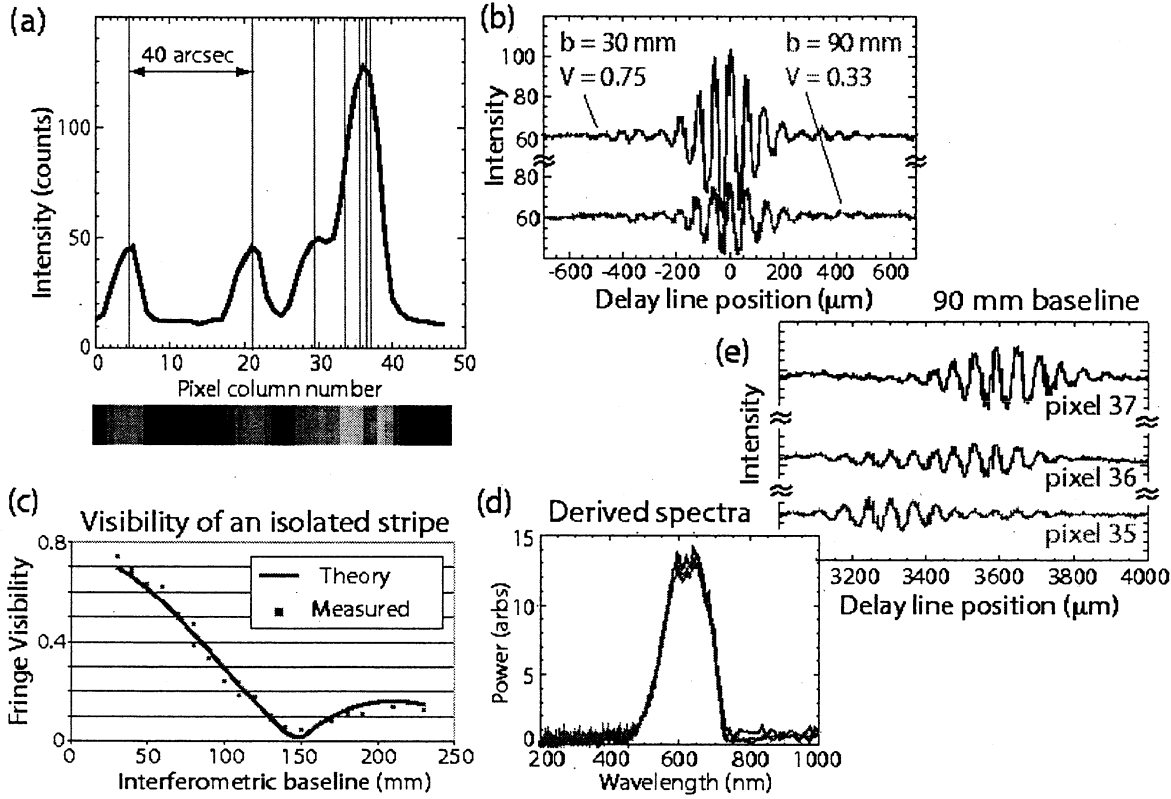 (a)
40 arcsec
Intensity (counts)
100
50
0
0 10 20 30 40 50
Pixel column number
(b)
b = 30 mm
V = 0.75
b = 90 mm
V = 0.33
Intensity
100
80
60
80
60
-600 -400 -200 0 200 400 600
Delay line position (μm)
90 mm baseline
(e)
Intensity
pixel 37
pixel 36
pixel 35
3200 3400 3600 3800 4000
Delay line position (μm)
(c)
Visibility of an isolated stripe
Theory
Measured
Fringe Visibility
0.8
0.4
0
0 50 100 150 200 250
Interferometric baseline (mm)
(d)
Derived spectra
Power (arbs)
15
10
5
0
200 400 600 800 1000
Wavelength (nm)